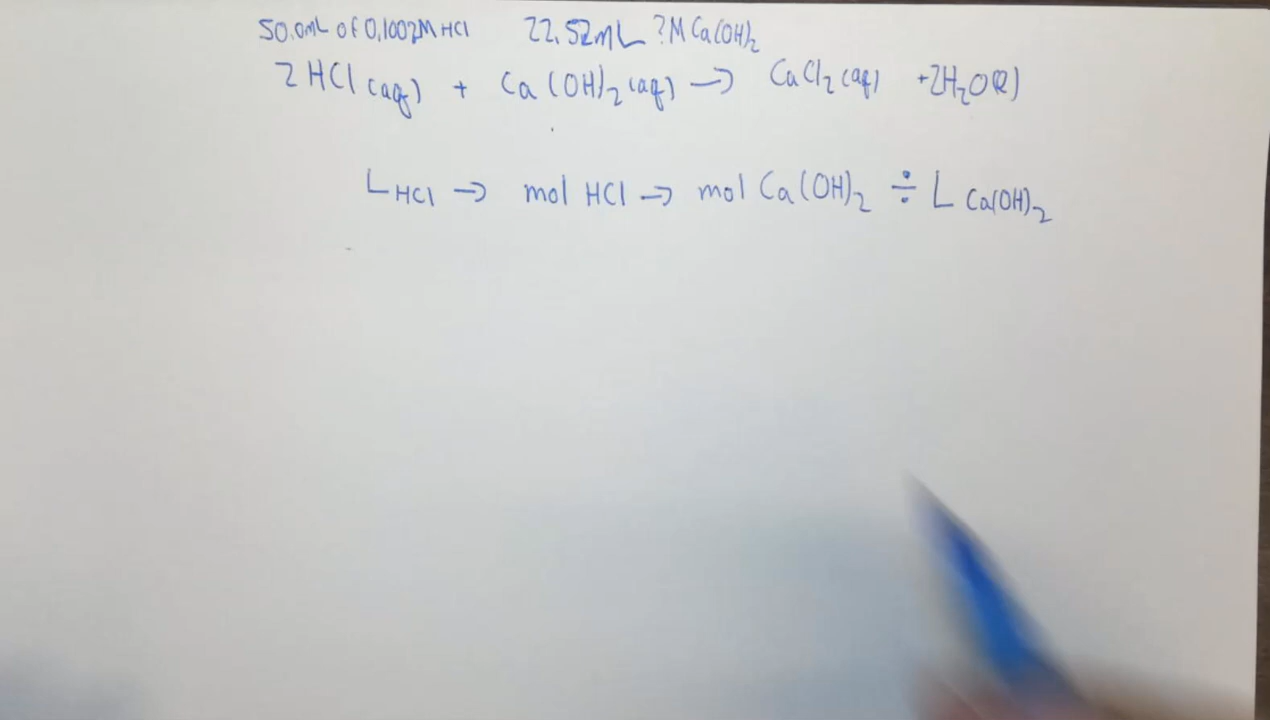 50.0mL of 0.1002M HCl 22.52mL ?M Ca(OH)₂
2HCl(aq) + Ca(OH)₂(aq) → CaCl₂(aq) +2H₂O(l)
L HCl → mol HCl → mol Ca(OH)₂ ÷ L Ca(OH)₂